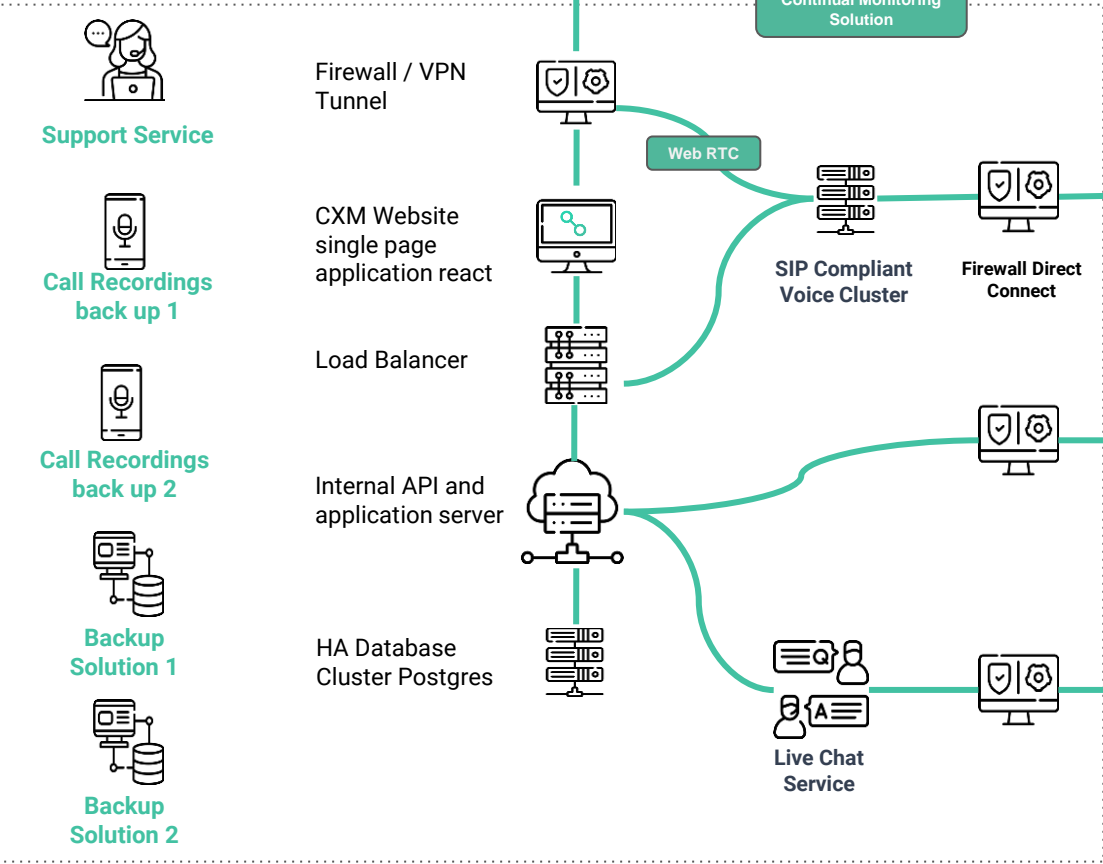 Continual Monitoring
Solution
Support Service
Call Recordings
back up 1
Call Recordings
back up 2
Backup
Solution 1
Backup
Solution 2
Firewall / VPN
Tunnel
CXM Website
single page
application react
Load Balancer
Internal API and
application server
HA Database
Cluster Postgres
Web RTC
SIP Compliant
Voice Cluster
Firewall Direct
Connect
Q
A
Live Chat
Service